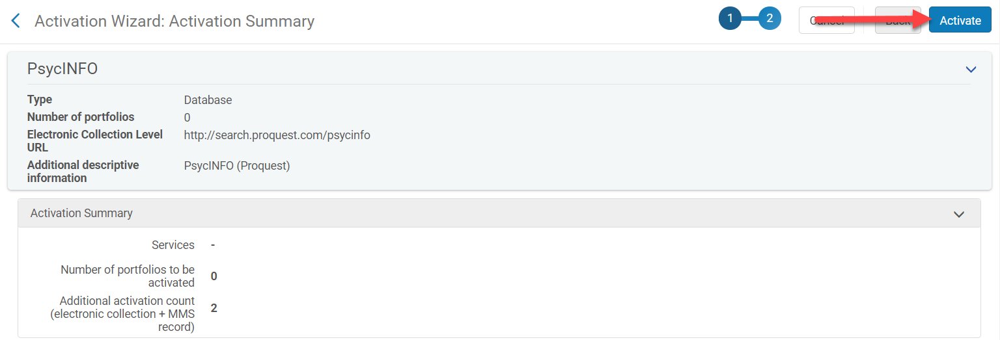 Activation Wizard: Activation Summary
1
2
Cancel
Back
Activate
PsycINFO
Type
Database
Number of portfolios
0
Electronic Collection Level
URL
http://search.proquest.com/psycinfo
Additional descriptive
information
PsycINFO (Proquest)
Activation Summary
Services
-
Number of portfolios to be
activated
0
Additional activation count
(electronic collection + MMS
record)
2